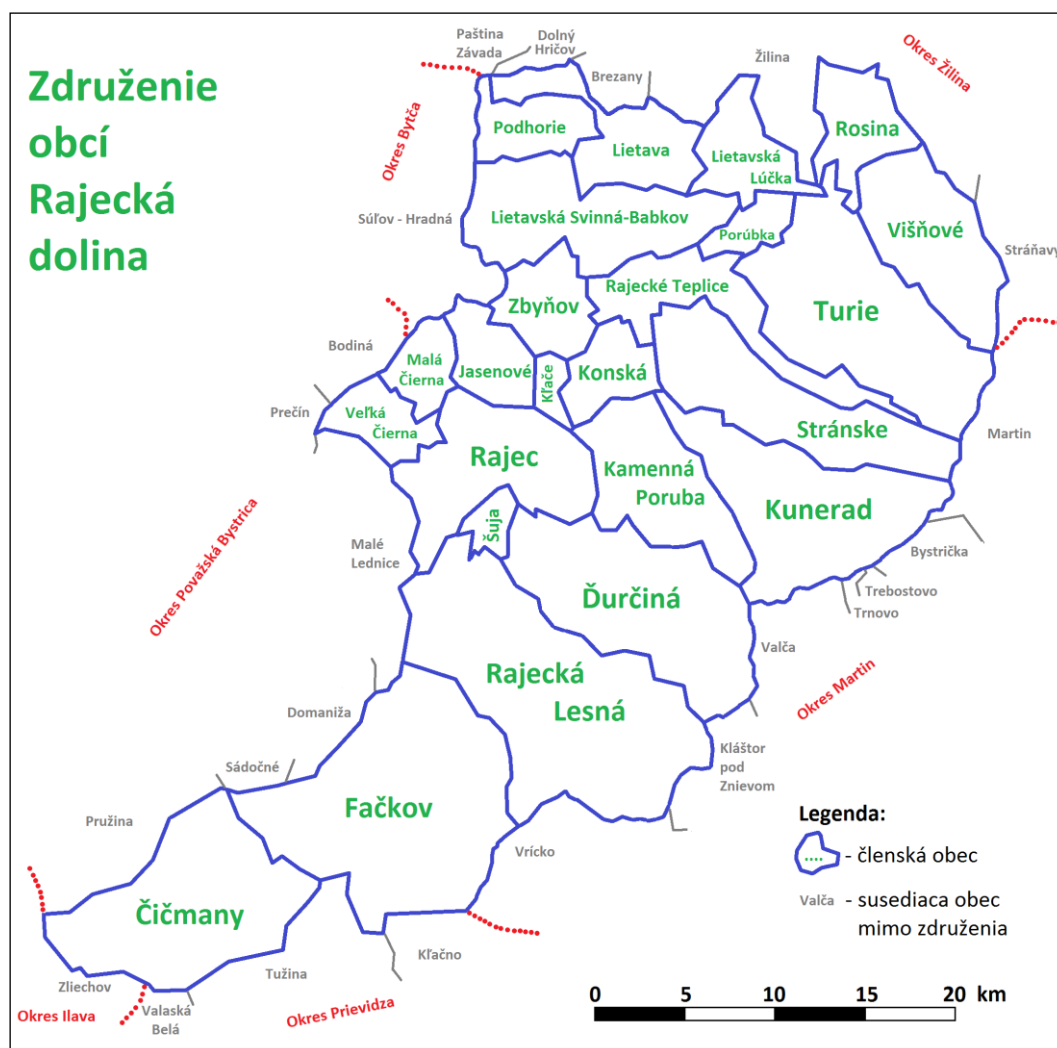 Združenie
obcí
Rajecká
dolina
Paština
Závada
Dolný
Hričov
Brezany
Žilina
Okres Žilina
Okres Bytča
Podhorie
Lietava
Lietavská
Lúčka
Rosina
Súľov - Hradná
Lietavská Svinná-Babkov
Porúbka
Višňové
Stráňavy
Zbyňov
Rajecké Teplice
Turie
Bodiná
Malá
Čierna
Jasenové
Kľače
Konská
Prečín
Veľká
Čierna
Stránske
Martin
Rajec
Kamenná
Poruba
Kunerad
Šuja
Bystrička
Malé
Lednice
Okres Považská Bystrica
Trebostovo
Trnovo
Ďurčiná
Valča
Okres Martin
Rajecká
Lesná
Domaniža
Kláštor
pod
Znievom
Sádočné
Pružina
Fačkov
Vrícko
Legenda:
.... - členská obec
Valča - susediaca obec
mimo združenia
Čičmany
Kľačno
Tužina
Zliechov
Valaská
Belá
Okres Ilava
Okres Prievidza
0 5 10 15 20 km